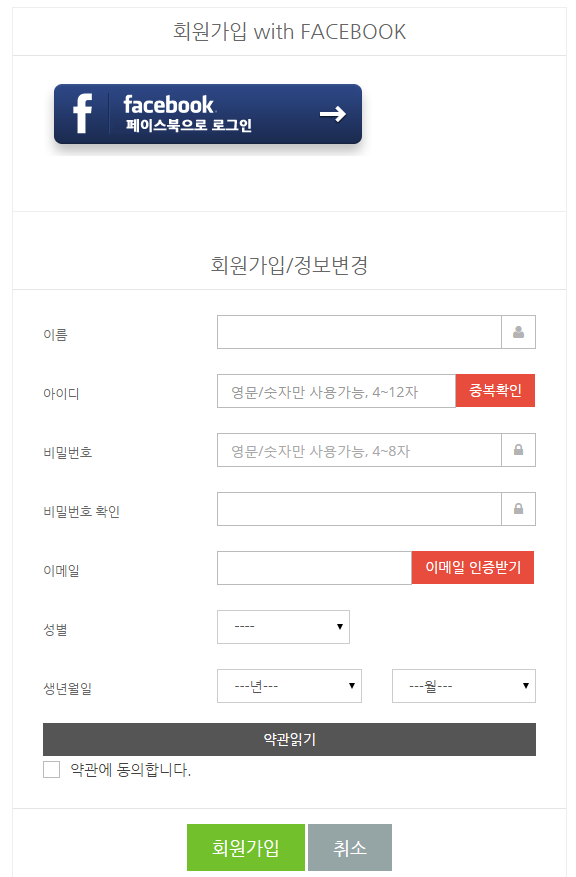 회원가입 with FACEBOOK
f facebook.
페이스북으로 로그인
회원가입/정보변경
이름
아이디 영문/숫자만 사용가능, 4~12자 중복확인
비밀번호 영문/숫자만 사용가능, 4~8자
비밀번호 확인
이메일 이메일 인증받기
성별 ----
생년월일 ---년--- ---월---
약관읽기
약관에 동의합니다.
회원가입 취소